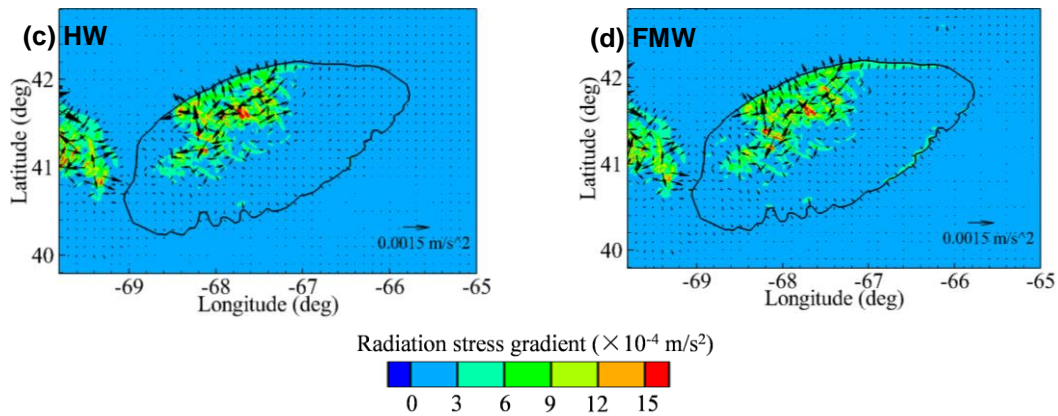 (c) HW
Latitude (deg)
42
41
40
0.0015 m/s^2
-69
-68
-67
-66
-65
Longitude (deg)
(d) FMW
Latitude (deg)
42
41
40
0.0015 m/s^2
-69
-68
-67
-66
-65
Longitude (deg)
Radiation stress gradient (×10⁻⁴ m/s²)
0 3 6 9 12 15